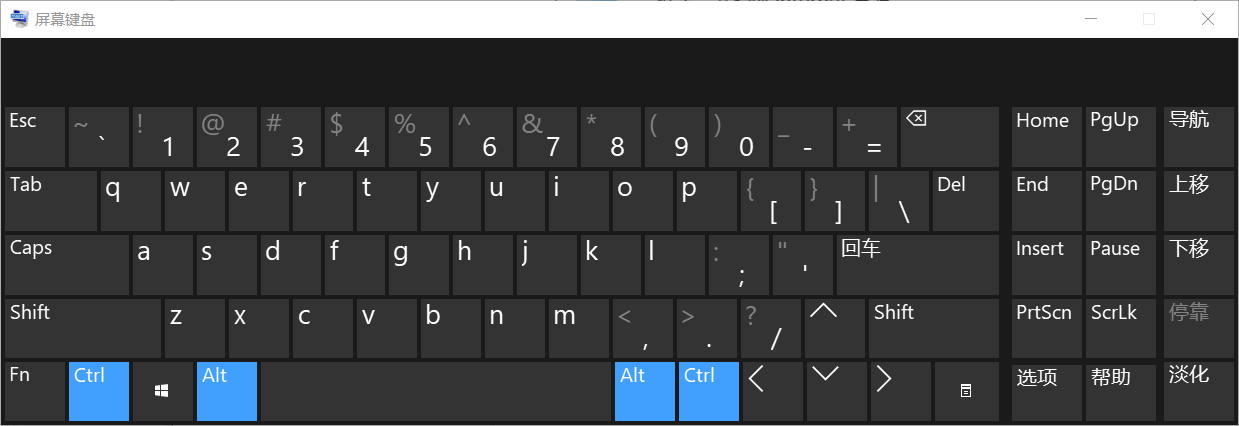 屏幕键盘
Esc ~ ` ! 1 @ 2 # 3 $ 4 % 5 ^ 6 & 7 * 8 ( 9 ) 0 _ - + = Home PgUp 导航
Tab q w e r t y u i o p { [ } ] | \ Del End PgDn 上移
Caps a s d f g h j k l : ; " ' 回车 Insert Pause 下移
Shift z x c v b n m < , > . ? / Shift PrtScn ScrLk 停靠
Fn Ctrl Alt Alt Ctrl 选项 帮助 淡化